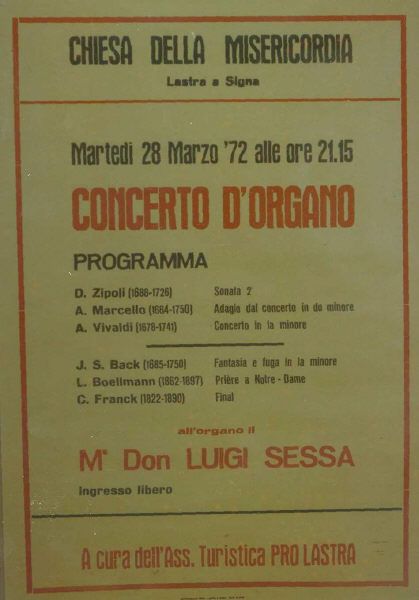 CHIESA DELLA MISERICORDIA
Lastra a Signa
Martedì 28 Marzo '72 alle ore 21.15
CONCERTO D'ORGANO
PROGRAMMA
D. Zipoli (1688-1726) Sonata 2
A. Marcello (1684-1750) Adagio dal concerto in do minore
A. Vivaldi (1678-1741) Concerto in la minore
J. S. Back (1685-1750) Fantasia e fuga in la minore
L. Boellmann (1862-1897) Prière a Notre - Dame
C. Franck (1822-1890) Final
all'organo il
M° Don LUIGI SESSA
Ingresso libero
A cura dell'Ass. Turistica PRO LASTRA